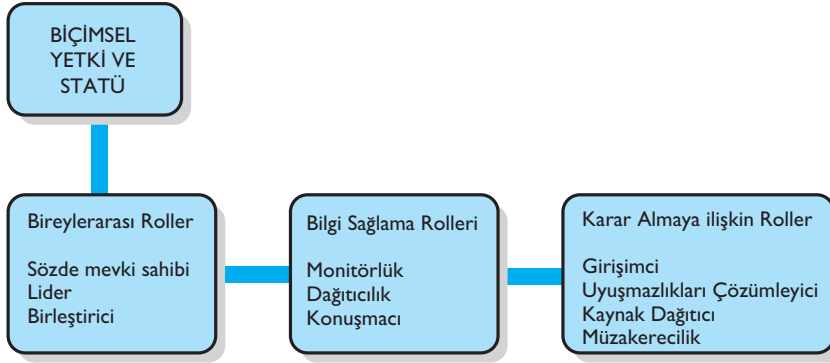 BİÇİMSEL
YETKİ VE
STATÜ
Bireylerarası Roller
Sözde mevki sahibi
Lider
Birleştirici
Bilgi Sağlama Rolleri
Monitörlük
Dağıtıcılık
Konuşmacı
Karar Almaya ilişkin Roller
Girişimci
Uyuşmazlıkları Çözümleyici
Kaynak Dağıtıcı
Müzakerecilik